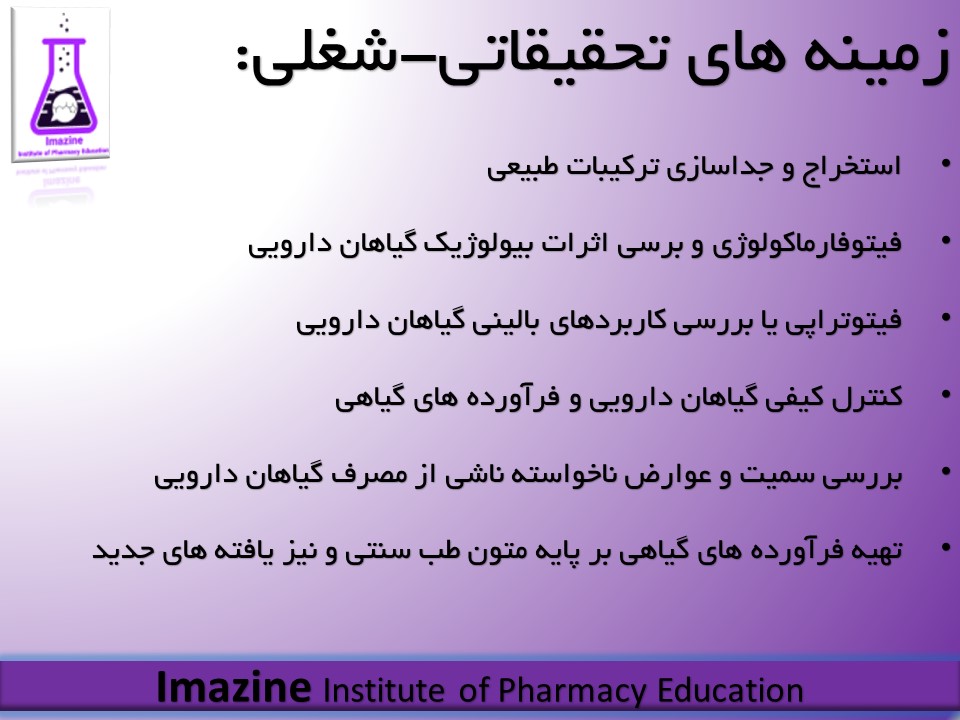 زمینه های تحقیقاتی-شغلی:
Imazine
Institute of Pharmacy Education
• استخراج و جداسازی ترکیبات طبیعی
• فیتوفارماکولوژی و برسی اثرات بیولوژیک گیاهان دارویی
• فیتوتراپی یا بررسی کاربردهای بالینی گیاهان دارویی
• کنترل کیفی گیاهان دارویی و فرآورده های گیاهی
• بررسی سمیت و عوارض ناخواسته ناشی از مصرف گیاهان دارویی
• تهیه فرآورده های گیاهی بر پایه متون طب سنتی و نیز یافته های جدید
Imazine Institute of Pharmacy Education